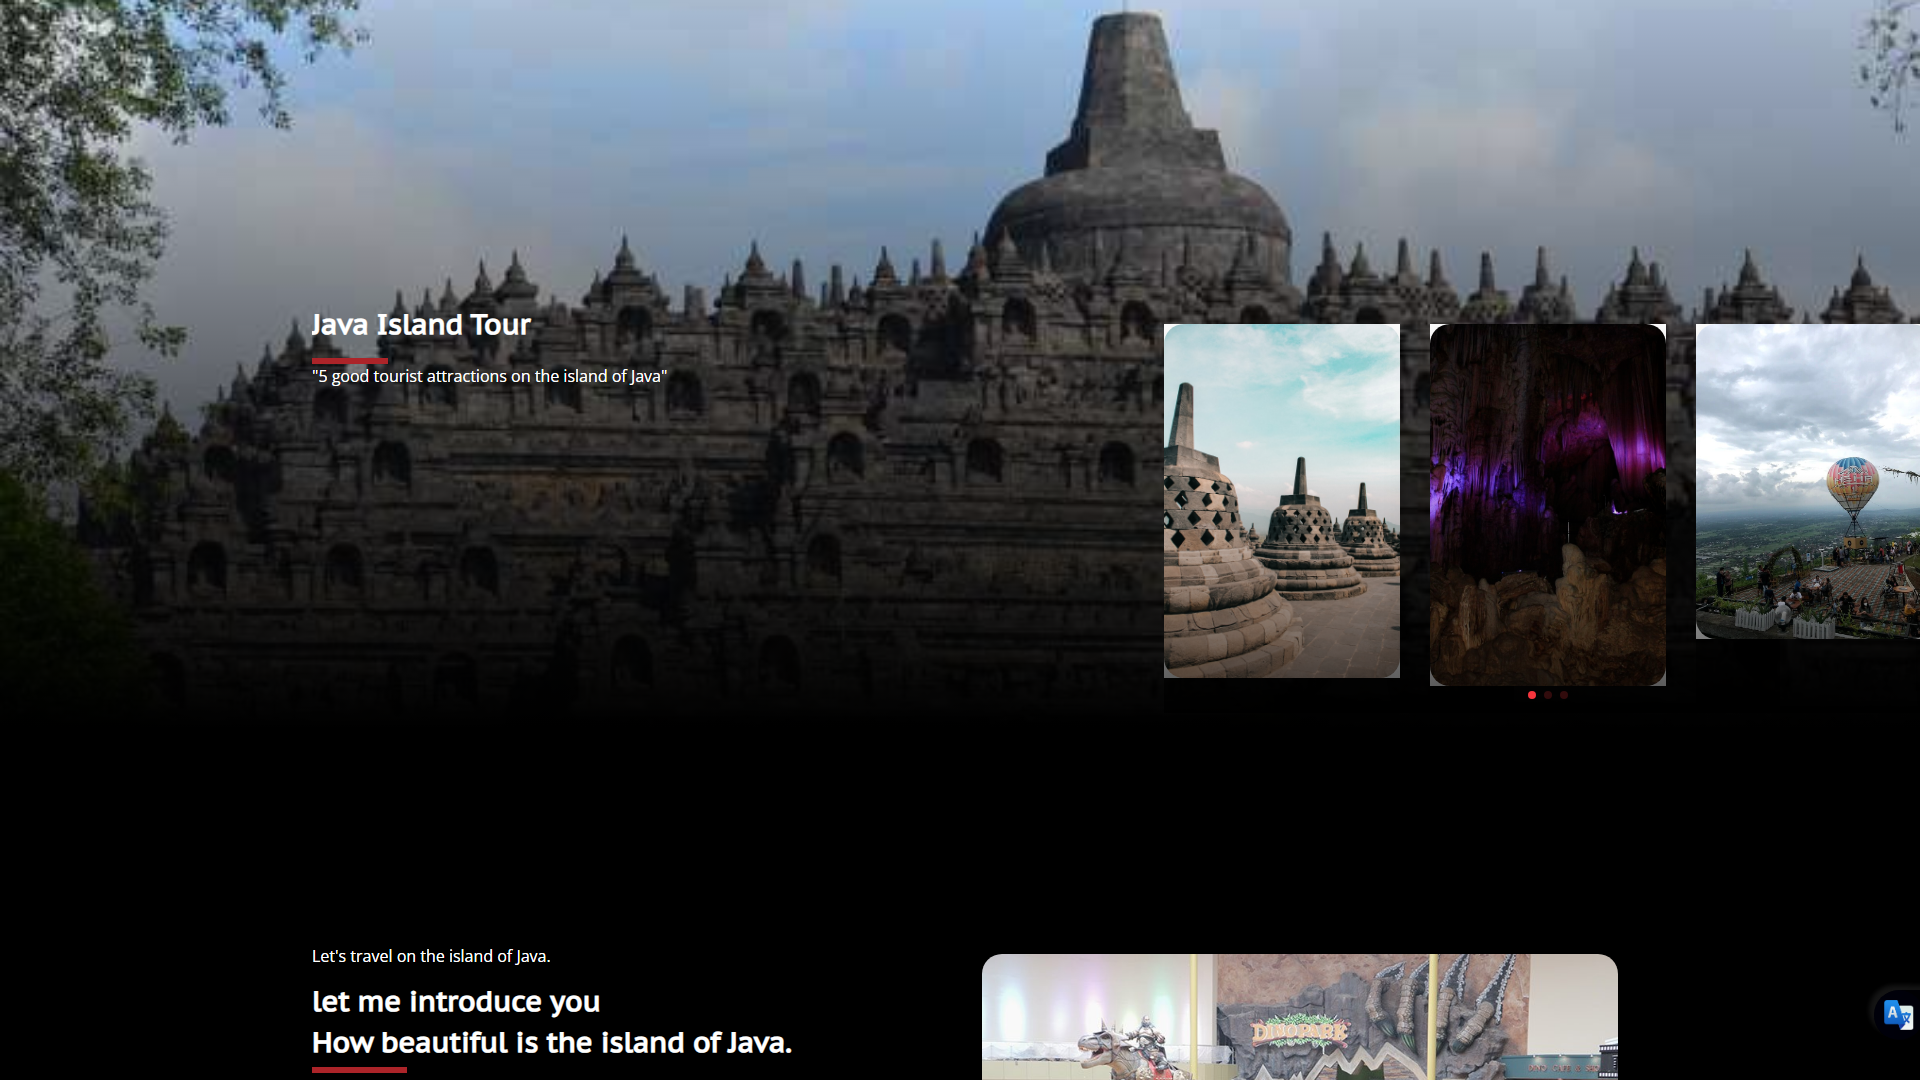 Java Island Tour
"5 good tourist attractions on the island of Java"
Let's travel on the island of Java.
let me introduce you
How beautiful is the island of Java.
DINOPARK